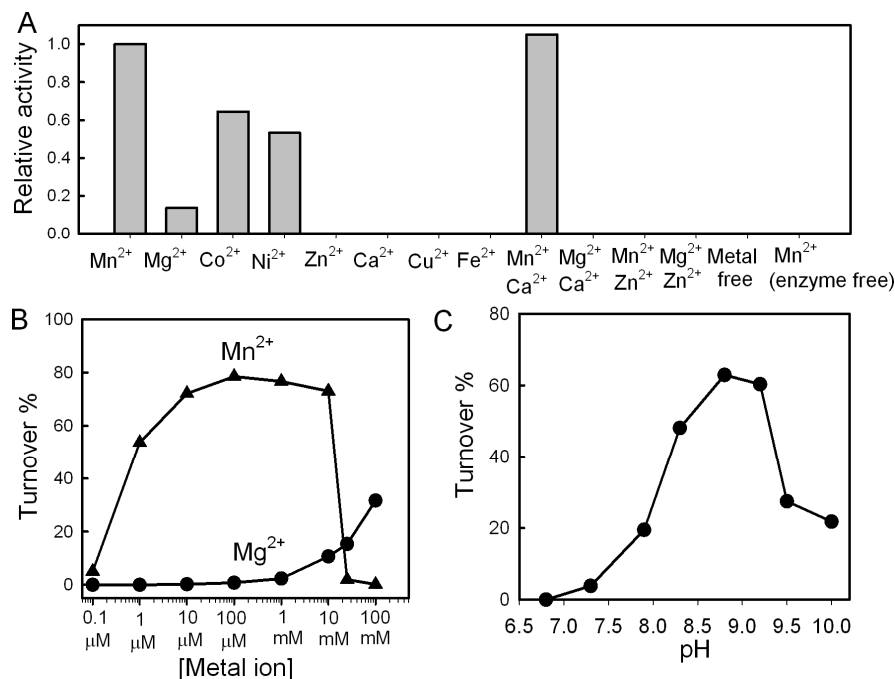 A
Relative activity
1.0
0.8
0.6
0.4
0.2
0.0
Mn²⁺ Mg²⁺ Co²⁺ Ni²⁺ Zn²⁺ Ca²⁺ Cu²⁺ Fe²⁺ Mn²⁺ Mg²⁺ Mn²⁺ Mg²⁺ Metal Mn²⁺
Ca²⁺ Ca²⁺ Zn²⁺ Zn²⁺ free (enzyme free)
B
Turnover %
100
80
60
40
20
0
Mn²⁺
Mg²⁺
0.1 1 10 100 1 10 100
µM µM µM µM mM mM mM
[Metal ion]
C
Turnover %
80
60
40
20
0
6.5 7.0 7.5 8.0 8.5 9.0 9.5 10.0
pH